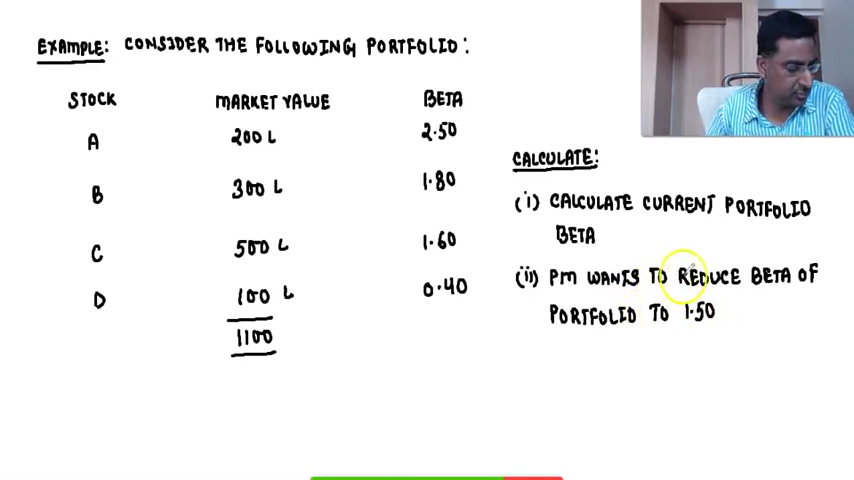 EXAMPLE: CONSIDER THE FOLLOWING PORTFOLIO:
STOCK MARKET VALUE BETA
A 200 L 2.50
B 300 L 1.80
C 500 L 1.60
D 100 L 0.40
1100
CALCULATE:
(i) CALCULATE CURRENT PORTFOLIO
BETA
(ii) PM WANTS TO REDUCE BETA OF
PORTFOLIO TO 1.50